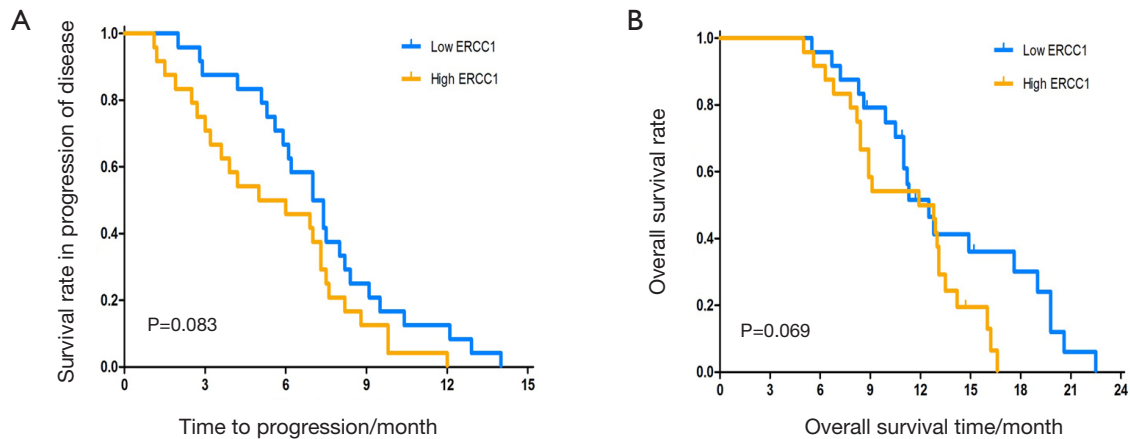 A
Survival rate in progression of disease
1.0
0.8
0.6
0.4
0.2
0.0
Low ERCC1
High ERCC1
P=0.083
0 3 6 9 12 15
Time to progression/month
B
Overall survival rate
1.0
0.8
0.6
0.4
0.2
0.0
Low ERCC1
High ERCC1
P=0.069
0 3 6 9 12 15 18 21 24
Overall survival time/month